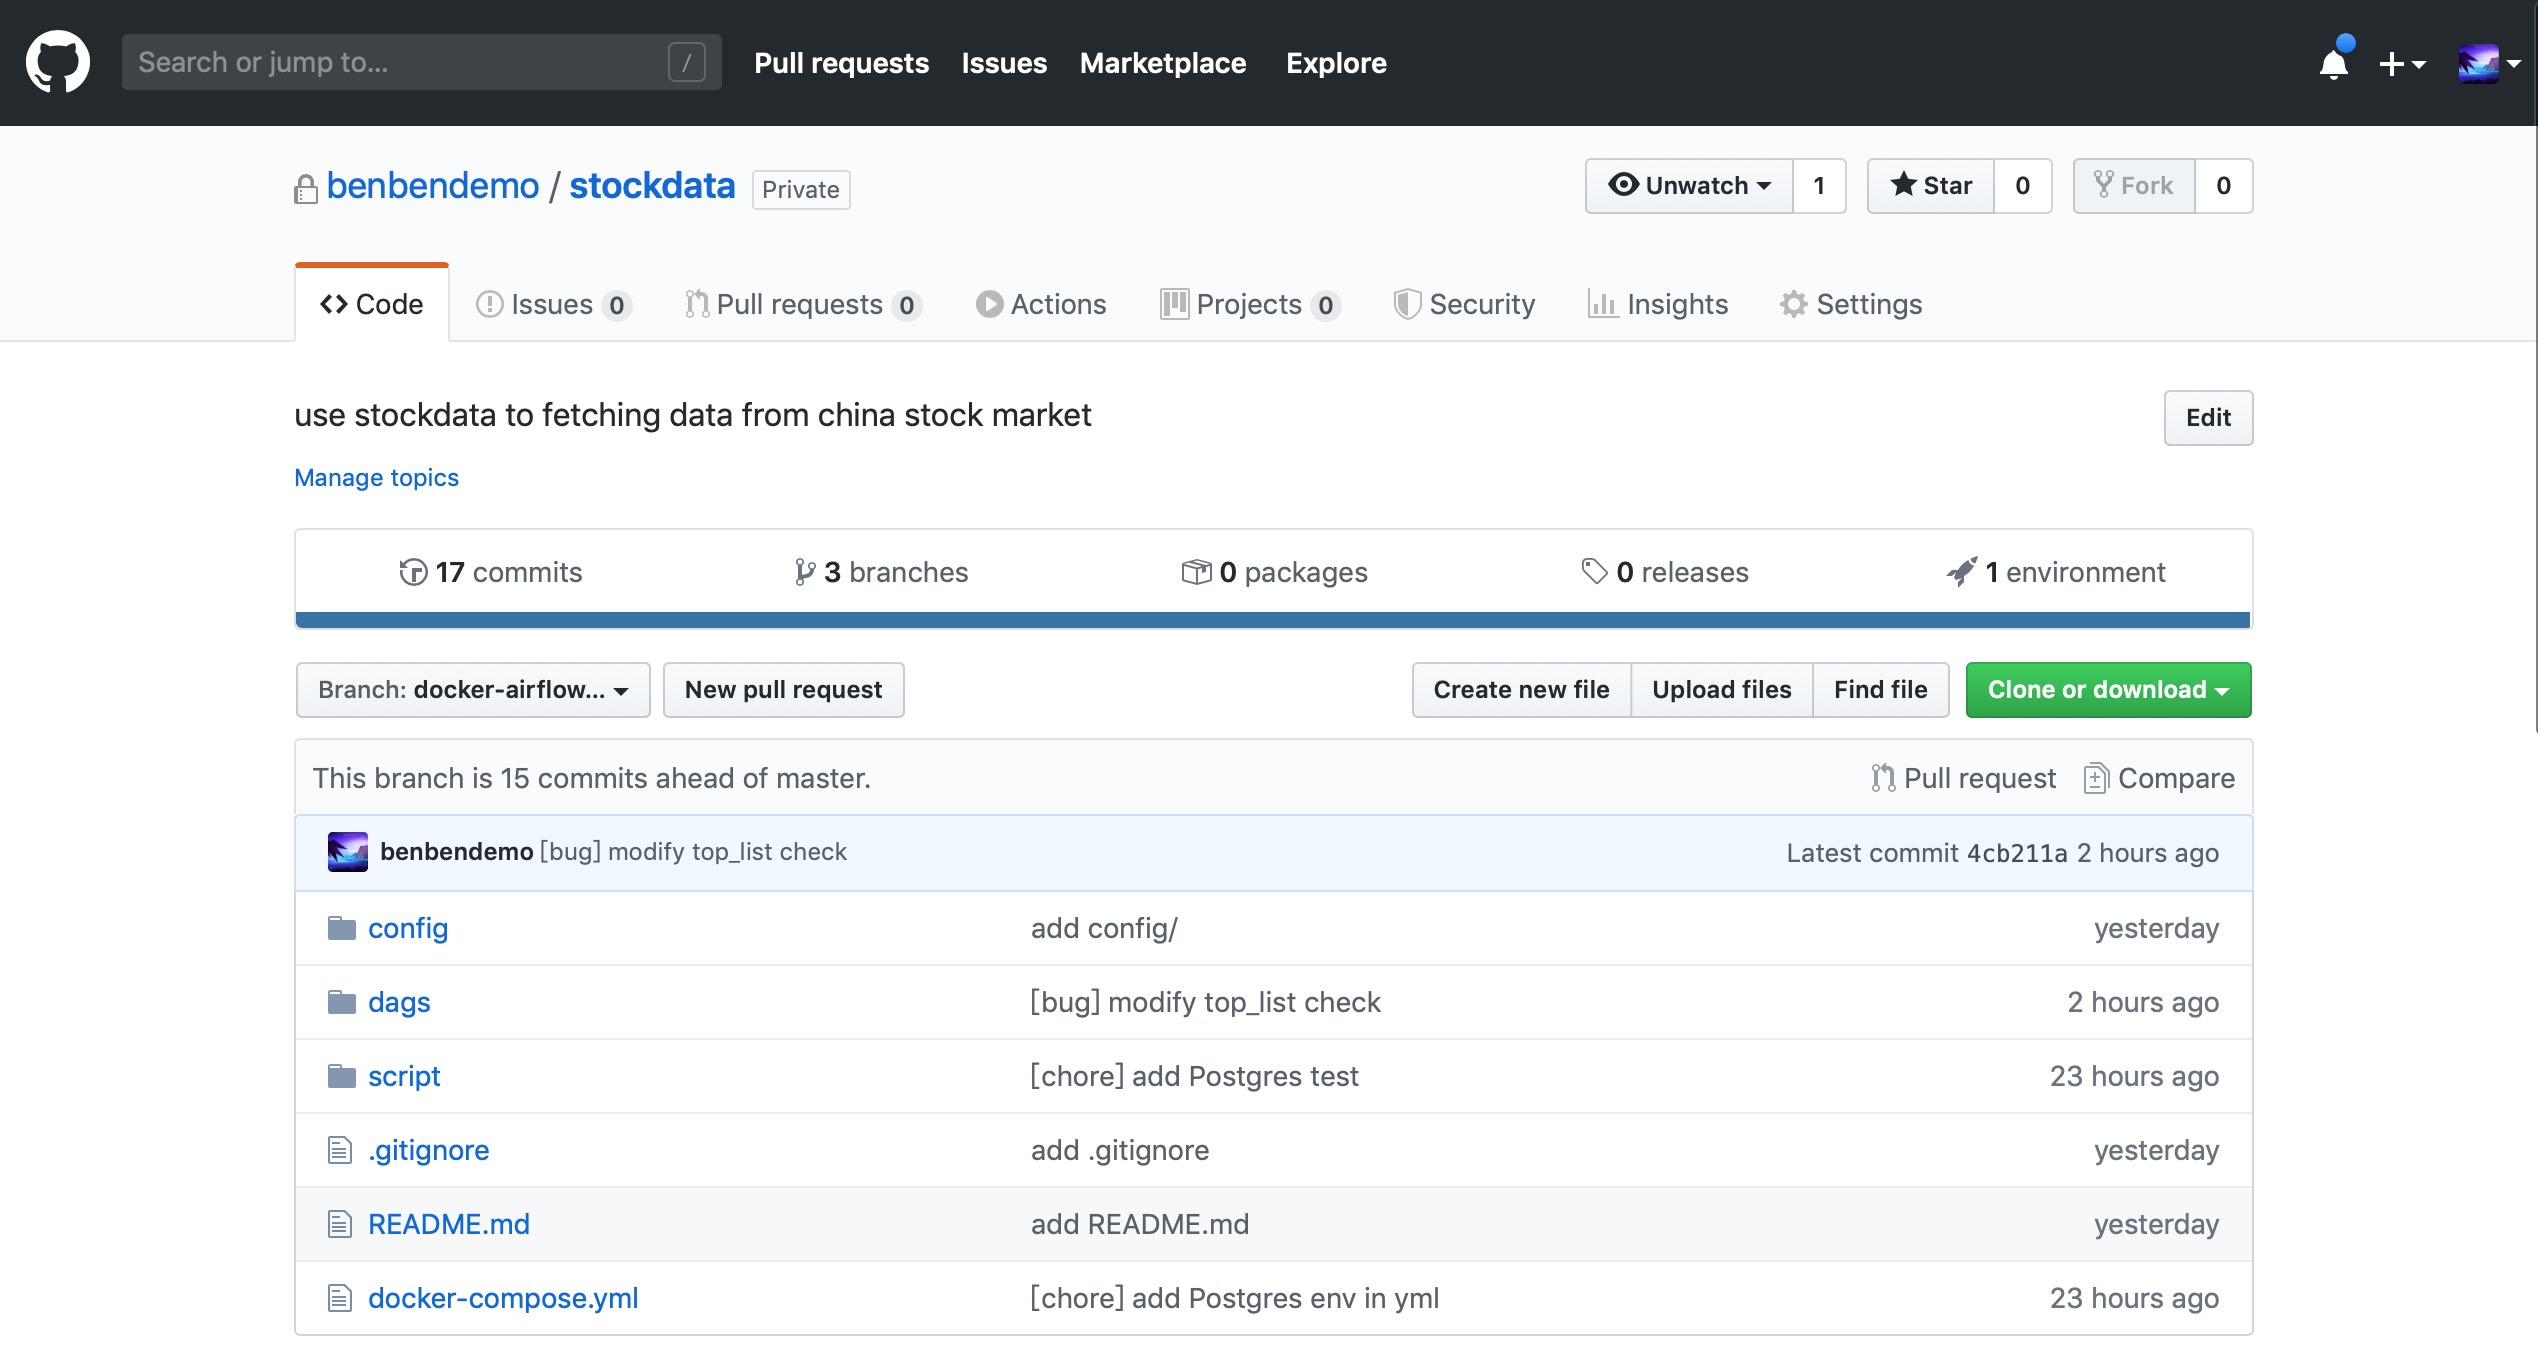 Search or jump to... / Pull requests Issues Marketplace Explore
benbendemo / stockdata Private Unwatch 1 Star 0 Fork 0
Code Issues 0 Pull requests 0 Actions Projects 0 Security Insights Settings
use stockdata to fetching data from china stock market Edit
Manage topics
17 commits 3 branches 0 packages 0 releases 1 environment
Branch: docker-airflow... New pull request Create new file Upload files Find file Clone or download
This branch is 15 commits ahead of master. Pull request Compare
benbendemo [bug] modify top_list check Latest commit 4cb211a 2 hours ago
config add config/ yesterday
dags [bug] modify top_list check 2 hours ago
script [chore] add Postgres test 23 hours ago
.gitignore add .gitignore yesterday
README.md add README.md yesterday
docker-compose.yml [chore] add Postgres env in yml 23 hours ago